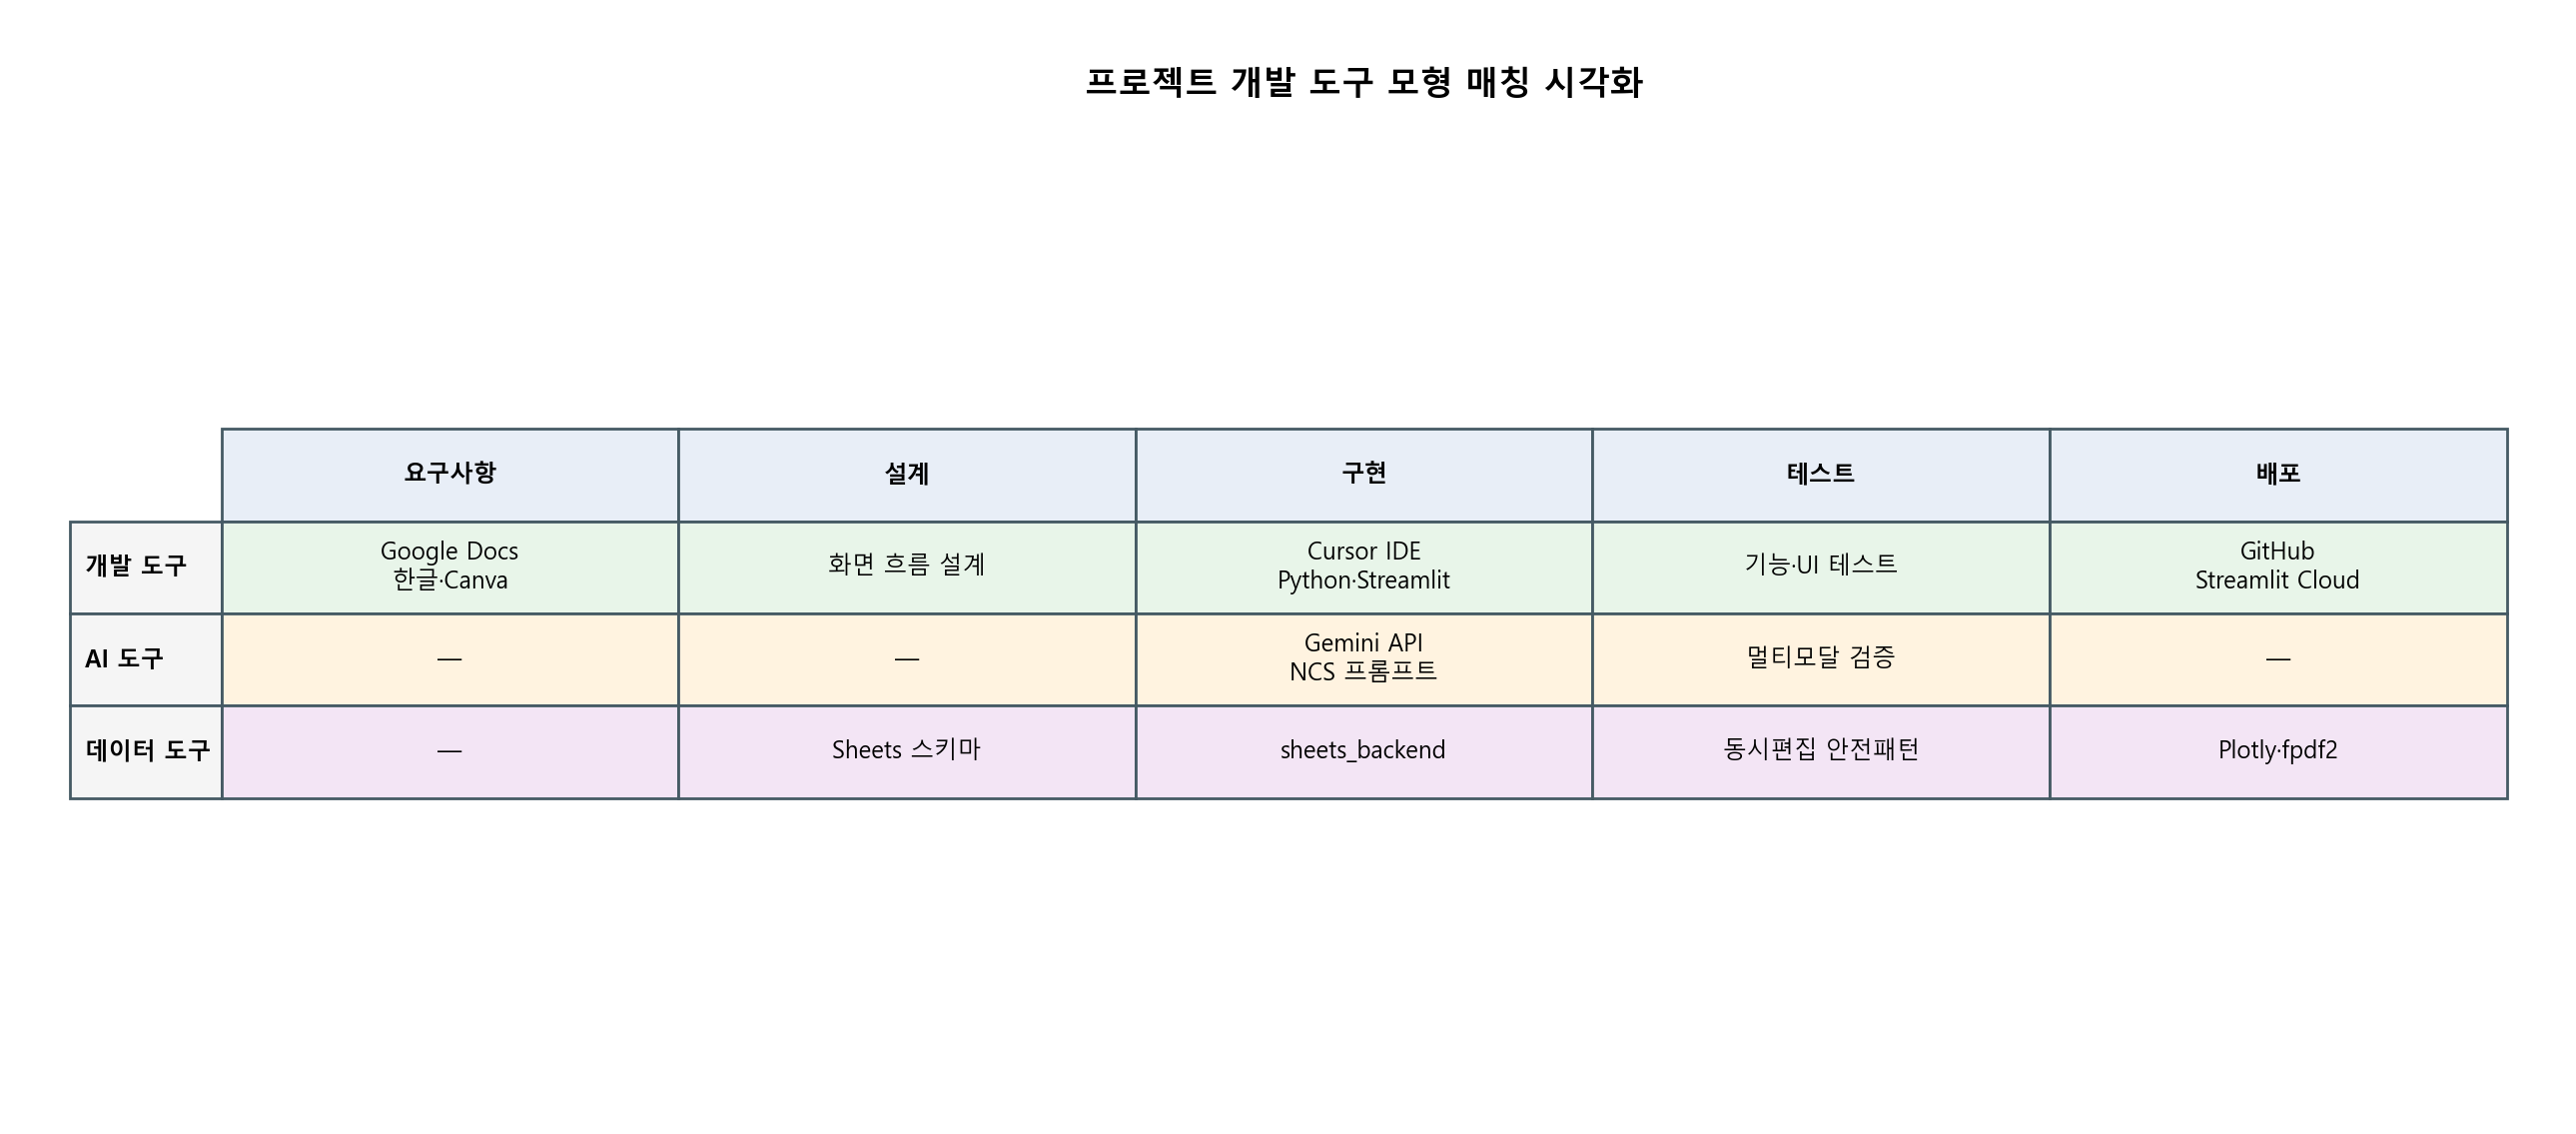 프로젝트 개발 도구 모형 매칭 시각화
요구사항 설계 구현 테스트 배포
개발 도구
Google Docs
한글·Canva
화면 흐름 설계
Cursor IDE
Python·Streamlit
기능·UI 테스트
GitHub
Streamlit Cloud
AI 도구
—
—
Gemini API
NCS 프롬프트
멀티모달 검증
—
데이터 도구
—
Sheets 스키마
sheets_backend
동시편집 안전패턴
Plotly·fpdf2